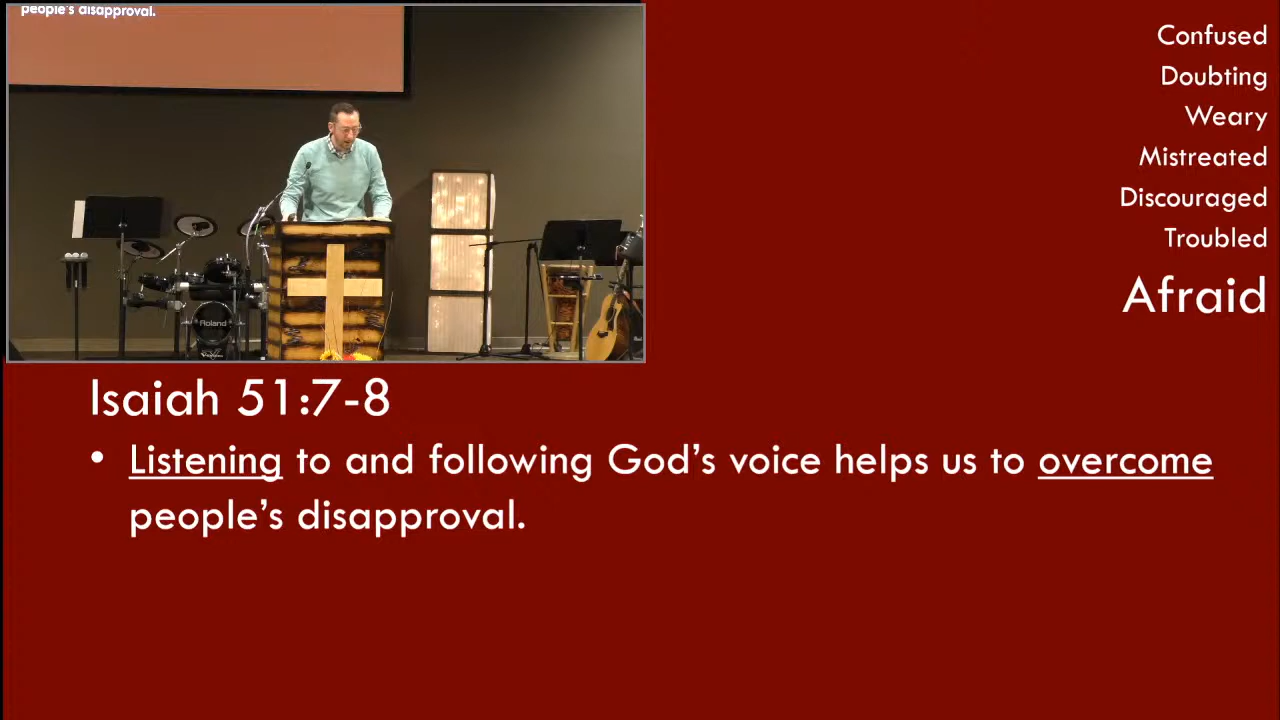 people's disapproval.
Roland
Confused
Doubting
Weary
Mistreated
Discouraged
Troubled
Afraid
Isaiah 51:7-8
• Listening to and following God's voice helps us to overcome
people's disapproval.